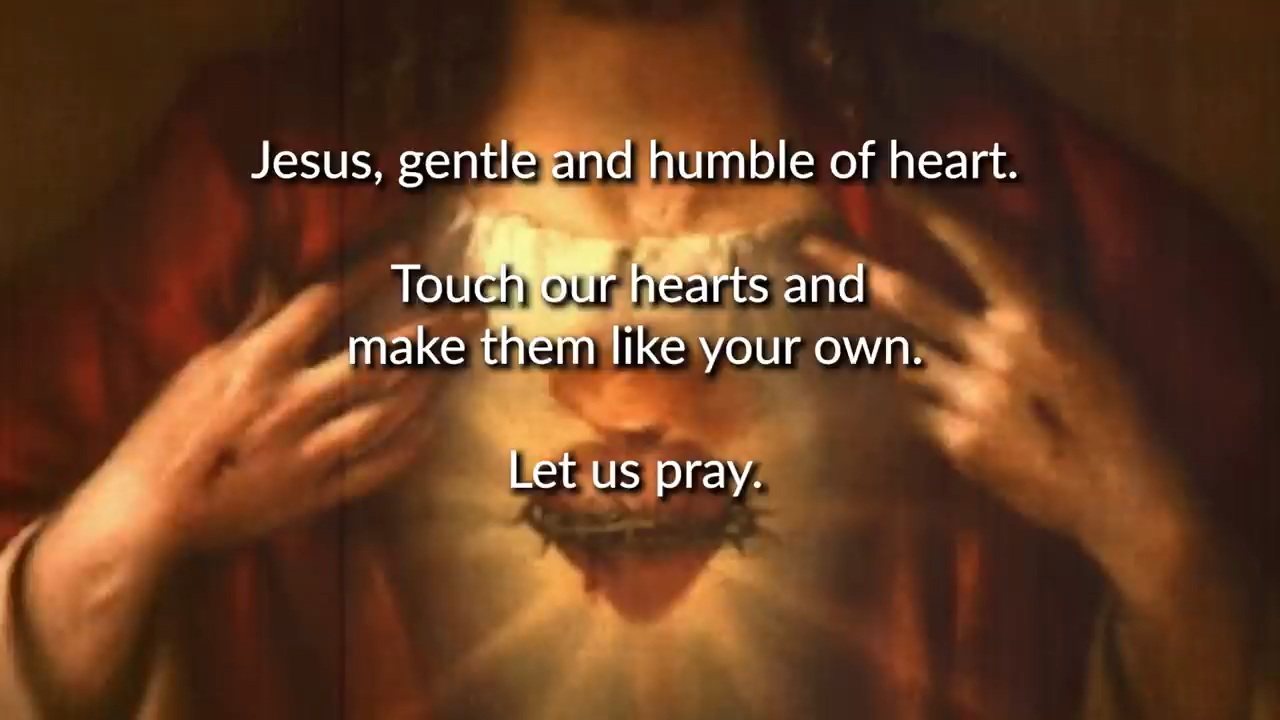 Jesus, gentle and humble of heart.
Touch our hearts and
make them like your own.
Let us pray.